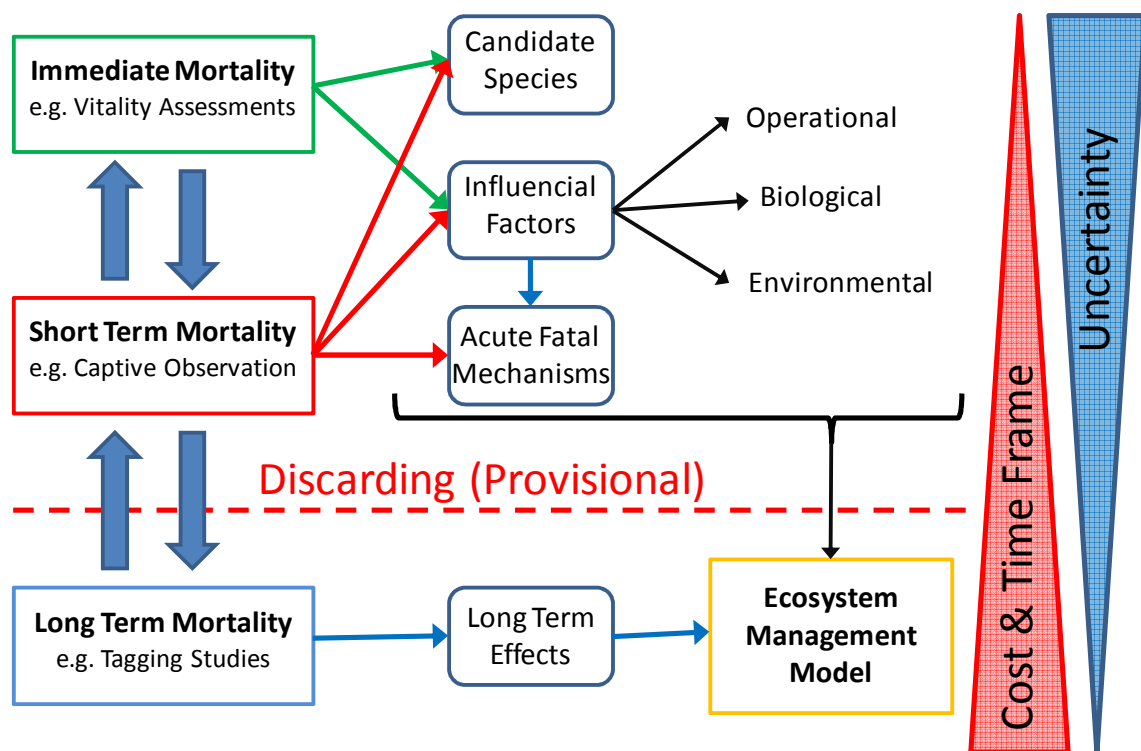 Immediate Mortality
e.g. Vitality Assessments
Candidate
Species
Operational
Influencial
Factors
Biological
Environmental
Short Term Mortality
e.g. Captive Observation
Acute Fatal
Mechanisms
Discarding (Provisional)
Long Term Mortality
e.g. Tagging Studies
Long Term
Effects
Ecosystem
Management
Model
Cost & Time Frame
Uncertainty